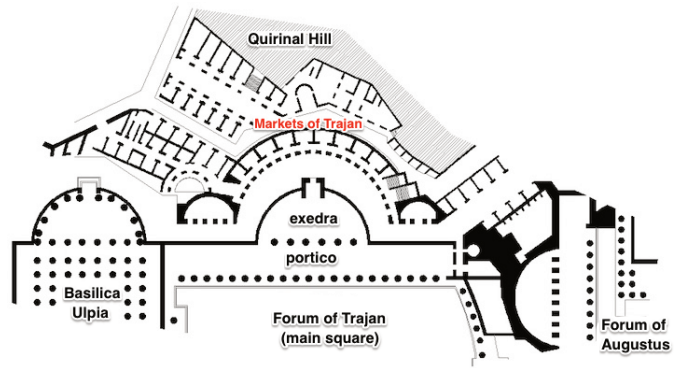 Quirinal Hill
Markets of Trajan
exedra
portico
Basilica
Ulpia
Forum of Trajan
(main square)
Forum of
Augustus